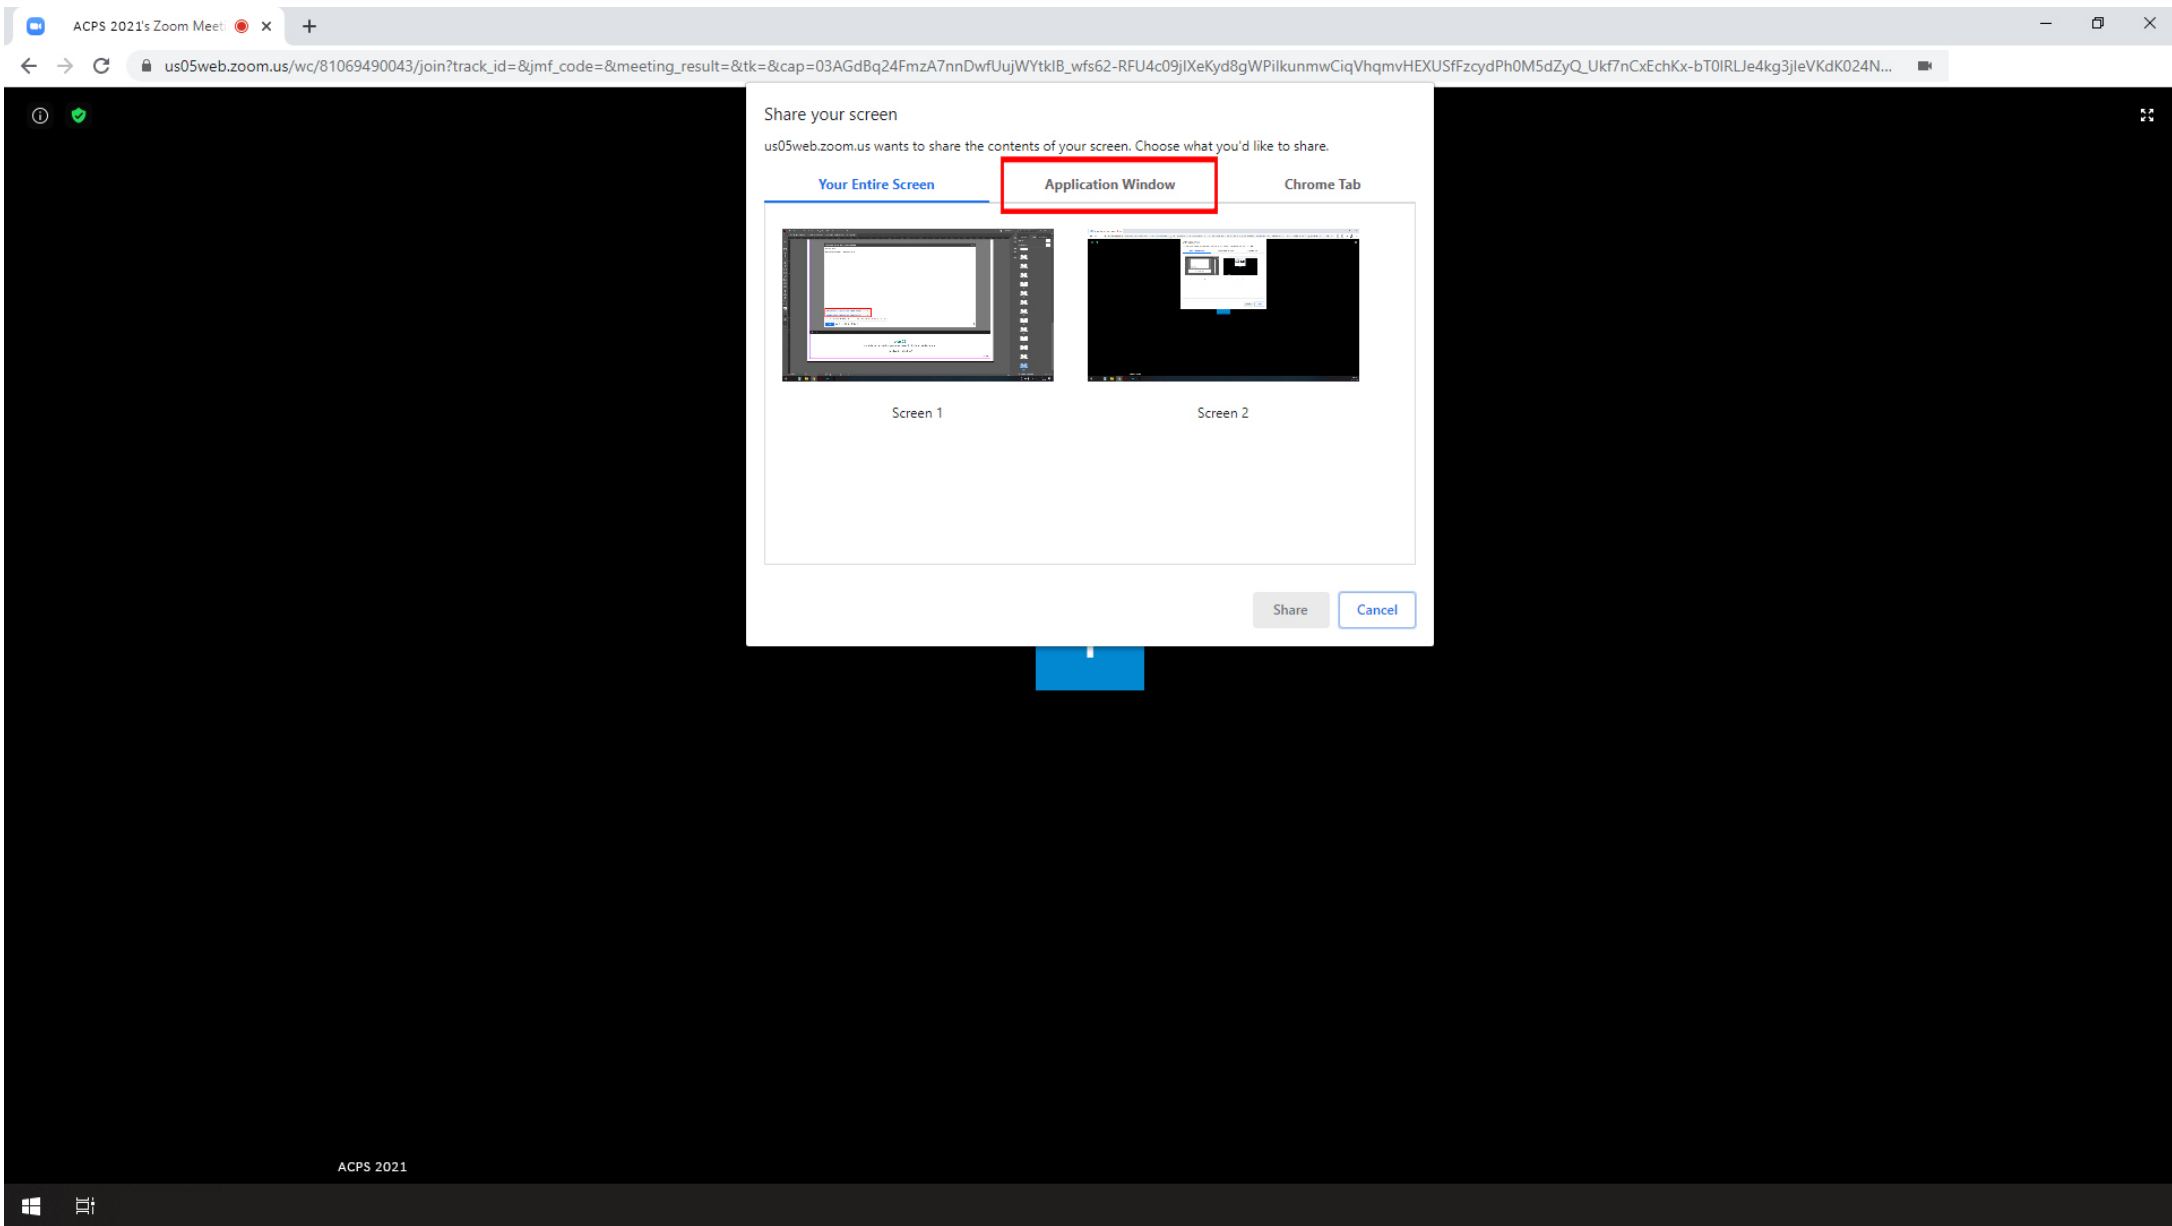 ACPS 2021's Zoom Meet
us05web.zoom.us/wc/81069490043/join?track_id=&jmf_code=&meeting_result=&tk=&cap=03AGdBq24FmzA7nnDwfUujWYtkIB_wfs62-RFU4c09jIXeKyd8gWPilkunmwCiqVhqmvHEXUSfFzcydPh0M5dZyQ_Ukf7nCxEchKx-bT0lRLJe4kg3jleVKdK024N...
Share your screen
us05web.zoom.us wants to share the contents of your screen. Choose what you'd like to share.
Your Entire Screen
Application Window
Chrome Tab
Screen 1
Screen 2
Share
Cancel
ACPS 2021